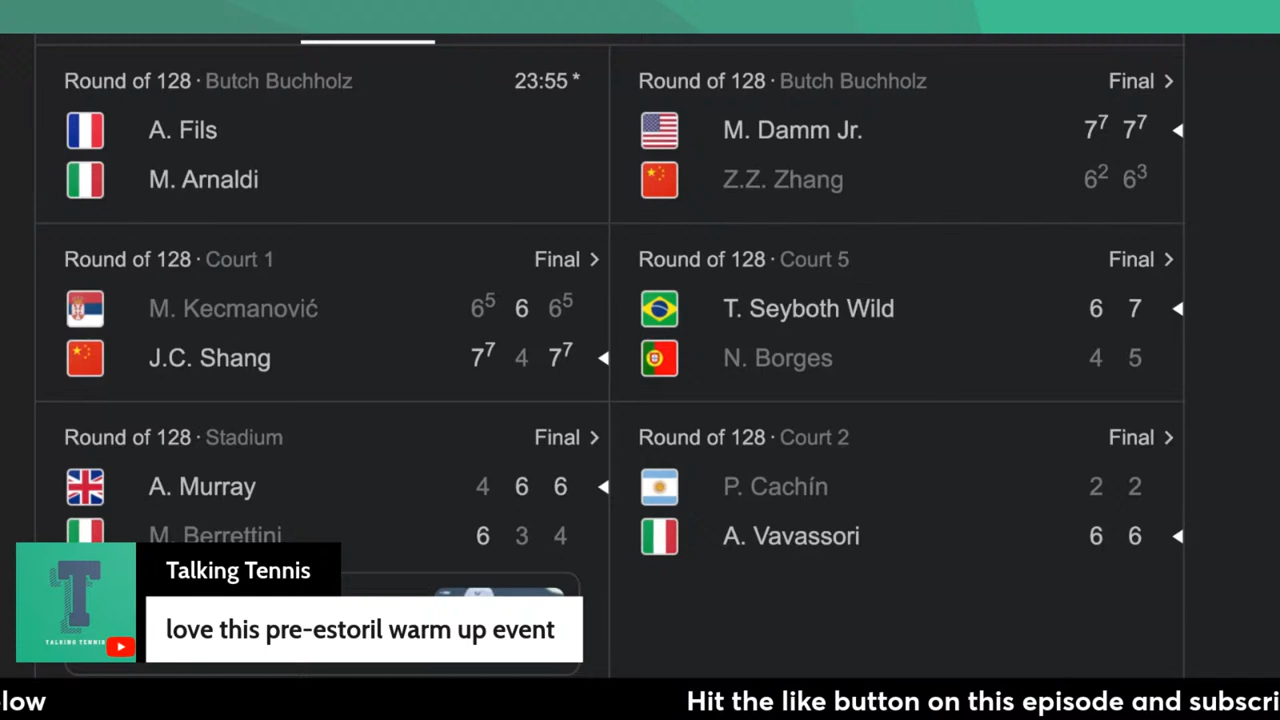 Round of 128 · Butch Buchholz 23:55 *
A. Fils
M. Arnaldi
Round of 128 · Butch Buchholz Final >
M. Damm Jr. 7⁷ 7⁷
Z.Z. Zhang 6² 6³
Round of 128 · Court 1 Final >
M. Kecmanović 6⁵ 6 6⁵
J.C. Shang 7⁷ 4 7⁷
Round of 128 · Court 5 Final >
T. Seyboth Wild 6 7
N. Borges 4 5
Round of 128 · Stadium Final >
A. Murray 4 6 6
M. Berrettini 6 3 4
Round of 128 · Court 2 Final >
P. Cachín 2 2
A. Vavassori 6 6
T
TALKING TENNIS
Talking Tennis
love this pre-estoril warm up event
low Hit the like button on this episode and subscri